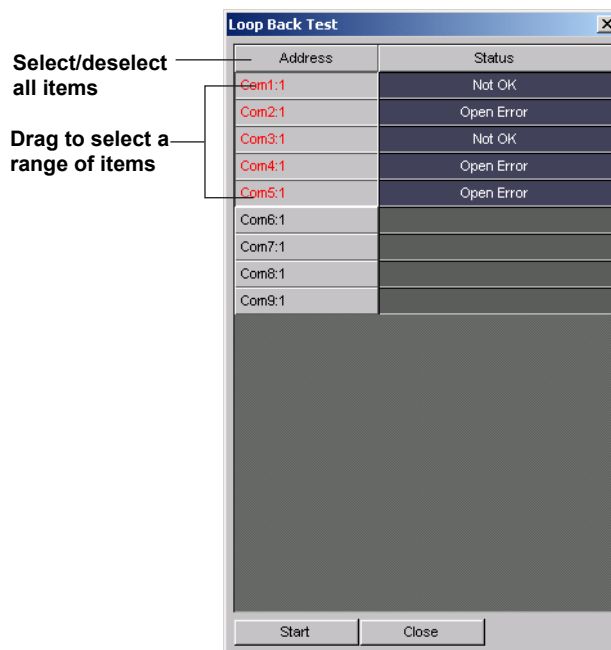 Loop Back Test
Select/deselect
all items
Drag to select a
range of items
Address Status
Com1:1 Not OK
Com2:1 Open Error
Com3:1 Not OK
Com4:1 Open Error
Com5:1 Open Error
Com6:1
Com7:1
Com8:1
Com9:1
Start Close